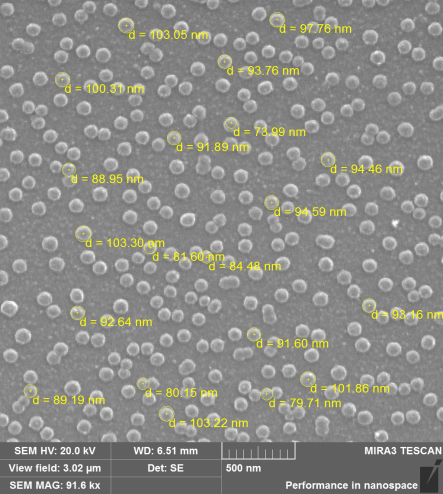 d = 103.05 nm
d = 97.76 nm
d = 93.76 nm
d = 100.31 nm
d = 73.99 nm
d = 91.89 nm
d = 94.46 nm
d = 88.95 nm
d = 94.59 nm
d = 103.30 nm
d = 81.60 nm
d = 84.48 nm
d = 92.64 nm
d = 93.16 nm
d = 91.60 nm
d = 101.86 nm
d = 89.19 nm
d = 80.15 nm
d = 79.71 nm
d = 103.22 nm
SEM HV: 20.0 kV WD: 6.51 mm MIRA3 TESCAN
View field: 3.02 µm Det: SE 500 nm
SEM MAG: 91.6 kx Performance in nanospace